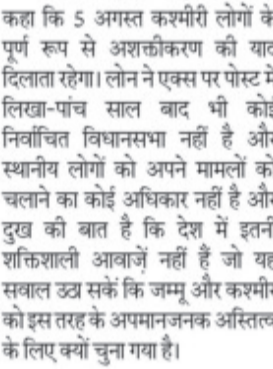 कहा कि 5 अगस्त कश्मीरी लोगों के
पूर्ण रूप से अशक्तीकरण की याद
दिलाता रहेगा। लोन ने एक्स पर पोस्ट में
लिखा-पांच साल बाद भी कोई
निर्वाचित विधानसभा नहीं है और
स्थानीय लोगों को अपने मामलों को
चलाने का कोई अधिकार नहीं है और
दुख की बात है कि देश में इतनी
शक्तिशाली आवाज़ें नहीं हैं जो यह
सवाल उठा सकें कि जम्मू और कश्मीर
को इस तरह के अपमानजनक अस्तित्व
के लिए क्यों चुना गया है।